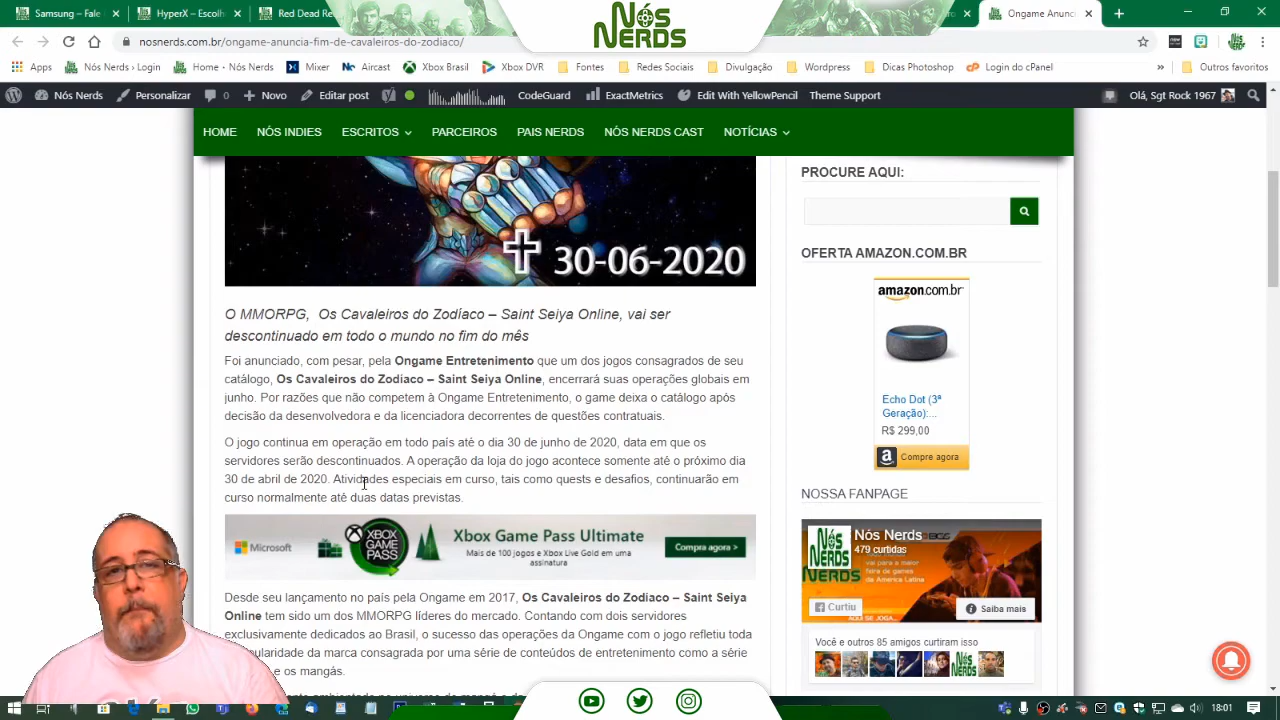 HyperX – Escolh
Red Dead Re
Ongame Anunci
nosnerds.com.br/ongame-anuncia-fim-de-cavaleiros-do-zodiaco/
Nós
NERDS
Apps
Nós Nerds › Login
Home - Nós Nerds
Mixer
Aircast
Xbox Brasil
Xbox DVR
Fontes
Redes Sociais
Divulgação
Wordpress
Dicas Photoshop
Login do cPanel
»
Outros favoritos
Nós Nerds
Personalizar
0
Novo
Editar post
CodeGuard
ExactMetrics
Edit With WPBakery Page Builder
Theme Support
Olá, Sgt Rock 1967
HOME
NÓS INDIES
ESCRITOS
PARCEIROS
PAIS NERDS
NÓS NERDS CAST
NOTÍCIAS
30-06-2020
O MMORPG, Os Cavaleiros do Zodíaco – Saint Seiya Online, vai ser
descontinuado em todo o mundo no fim do mês
Foi anunciado, com pesar, pela Ongame Entretenimento que um dos jogos consagrados de seu
catálogo, Os Cavaleiros do Zodiaco – Saint Seiya Online, encerrará suas operações globais em
junho. Por razões que não competem à Ongame Entretenimento, o game deixa o catálogo após
decisão da desenvolvedora e da licenciadora decorrentes de questões contratuais.
O jogo continua em operação em todo país até o dia 30 de junho de 2020, data em que os
servidores serão descontinuados. A operação da loja do jogo acontece somente até o próximo dia
30 de abril de 2020. Atividades especiais em curso, tais como quests e desafios, continuarão em
curso normalmente até duas datas previstas.
Microsoft
XBOX
GAME
PASS
Xbox Game Pass Ultimate
Mais de 100 jogos e Xbox Live Gold em uma
assinatura
Compre agora >
Desde seu lançamento no país pela Ongame em 2017, Os Cavaleiros do Zodiaco – Saint Seiya
Online tem sido um dos MMORPG líderes do mercado. Contando com dois servidores
exclusivamente dedicados ao Brasil, o sucesso das operações da Ongame com o jogo refletiu toda
alidade da marca consagrada por uma série de conteúdos de entretenimento como a série
e os mangás.
PROCURE AQUI:
OFERTA AMAZON.COM.BR
amazon.com.br
Echo Dot (3ª
Geração):...
R$ 299,00
Compre agora
NOSSA FANPAGE
NÓS
NERDS
Nós Nerds
479 curtidas
Curtiu
Saiba mais
Você e outros 85 amigos curtiram isso
18:01